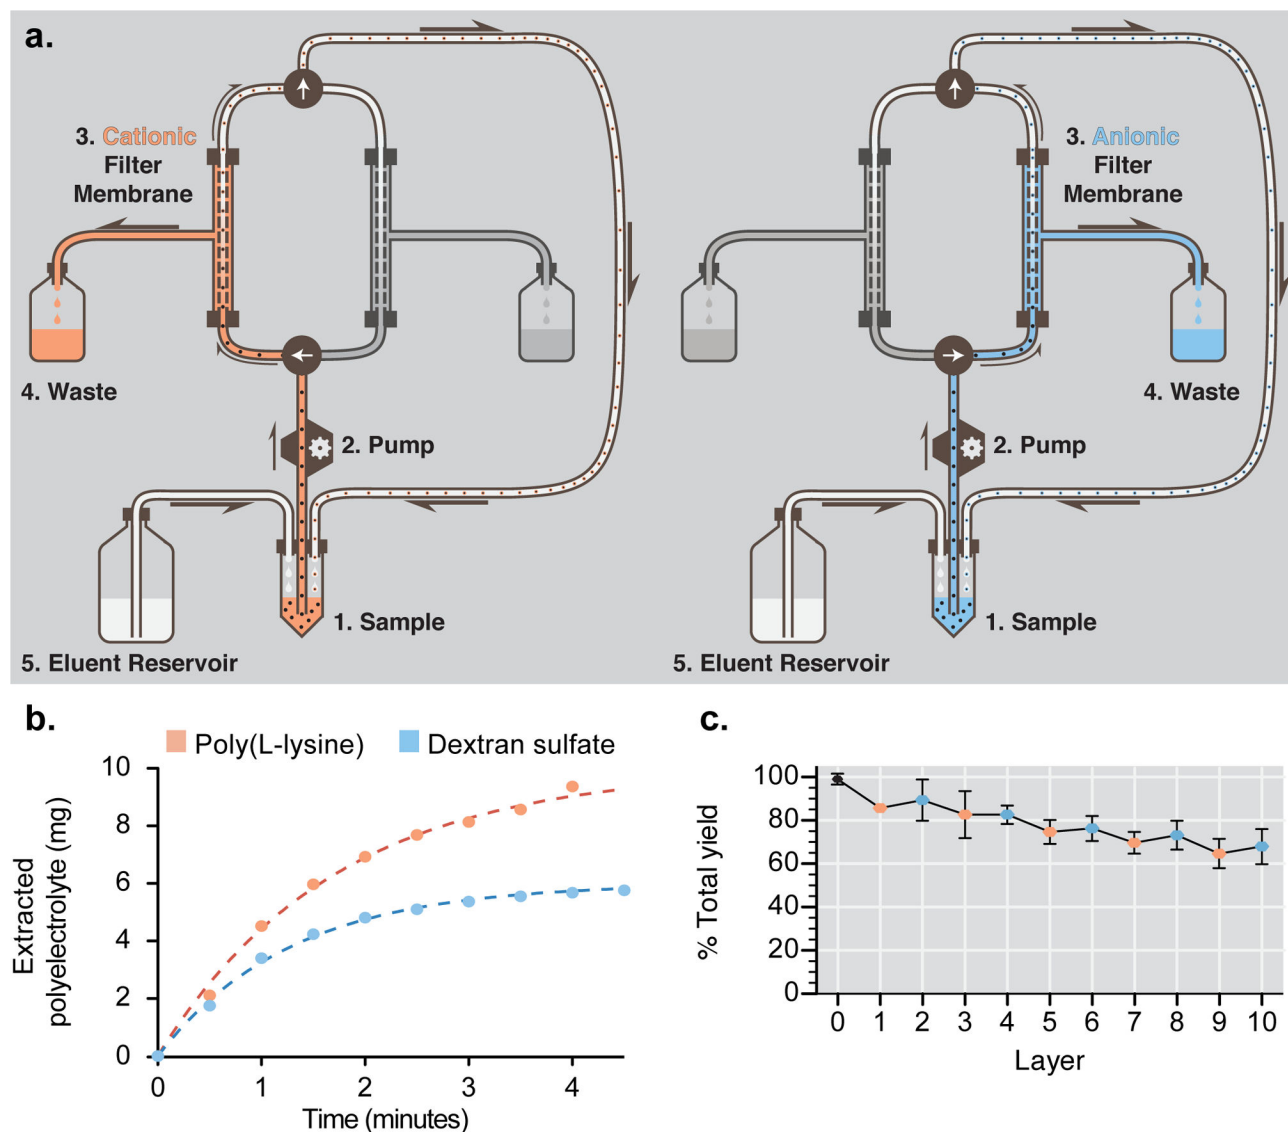 a.
3. Cationic
Filter
Membrane
4. Waste
2. Pump
1. Sample
5. Eluent Reservoir
3. Anionic
Filter
Membrane
4. Waste
2. Pump
1. Sample
5. Eluent Reservoir
b.
Poly(L-lysine)
Dextran sulfate
Extracted
polyelectrolyte (mg)
10
8
6
4
2
0
0 1 2 3 4
Time (minutes)
c.
% Total yield
100
80
60
40
20
0
0 1 2 3 4 5 6 7 8 9 10
Layer